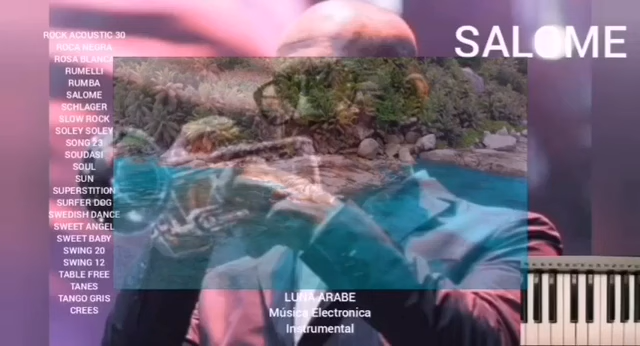 SALOME
ROCK ACOUSTIC 30
ROCA NEGRA
ROSA BLANCA
RUMELLI
RUMBA
SALOME
SCHLAGER
SLOW ROCK
SOLEY SOLEY
SONG 23
SOUDASI
SOUL
SUN
SUPERSTITION
SURFER DOG
SWEDISH DANCE
SWEET ANGEL
SWEET BABY
SWING 20
SWING 12
TABLE FREE
TANES
TANGO GRIS
CREES
LUNA ARABE
Música Electronica
Instrumental